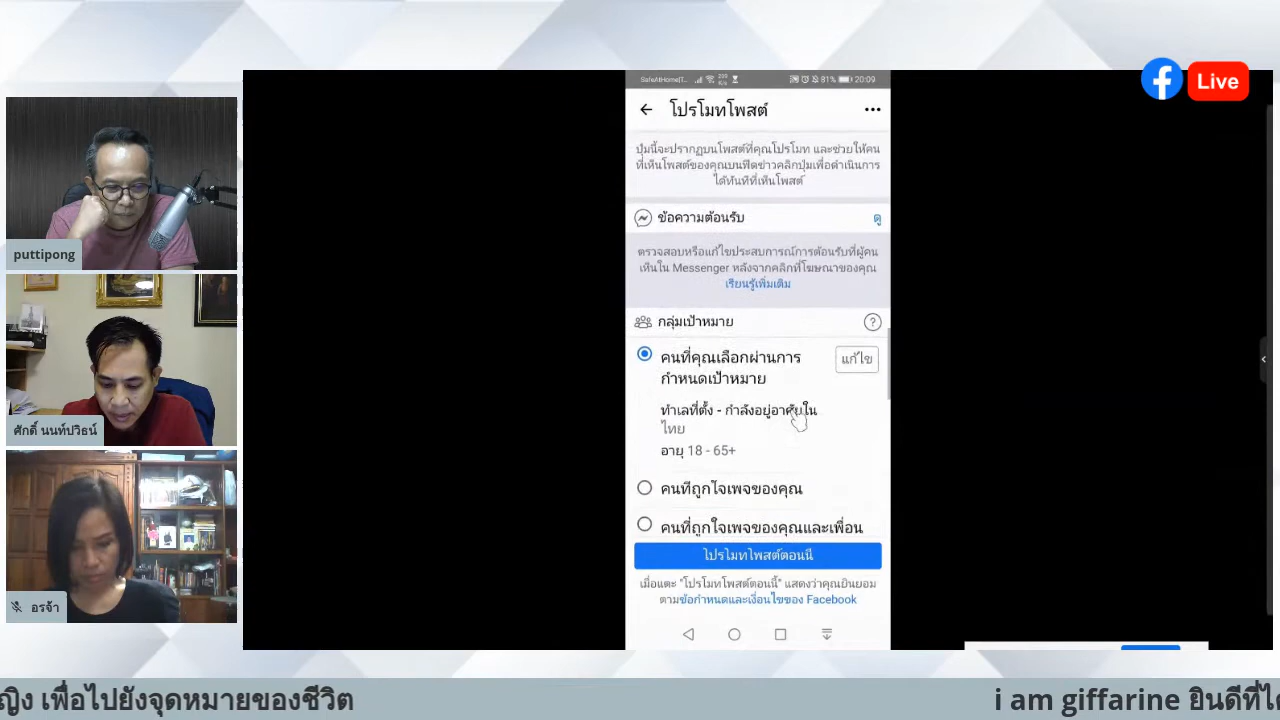 Live
puttipong
ศักดิ์ นนท์ปวิธน์
อรจ้า
81%
20:09
โปรโมทโพสต์
ปุ่มนี้จะปรากฏบนโพสต์ที่คุณโปรโมท และช่วยให้คน
ที่เห็นโพสต์ของคุณบนฟีดข่าวคลิกปุ่มเพื่อดำเนินการ
ได้ทันทีที่เห็นโพสต์
ข้อความต้อนรับ
ดู
ตรวจสอบหรือแก้ไขประสบการณ์การต้อนรับที่ผู้คน
เห็นใน Messenger หลังจากคลิกที่โฆษณาของคุณ
เรียนรู้เพิ่มเติม
กลุ่มเป้าหมาย
?
คนที่คุณเลือกผ่านการ
กำหนดเป้าหมาย
แก้ไข
ทำเลที่ตั้ง - กำลังอยู่อาศัยใน
ไทย
อายุ 18 - 65+
คนที่ถูกใจเพจของคุณ
คนที่ถูกใจเพจของคุณและเพื่อน
โปรโมทโพสต์ตอนนี้
เมื่อแตะ "โปรโมทโพสต์ตอนนี้" แสดงว่าคุณยินยอม
ตามข้อกำหนดและเงื่อนไขของ Facebook
ญิง เพื่อไปยังจุดหมายของชีวิต
i am giffarine ยินดีที่ได้